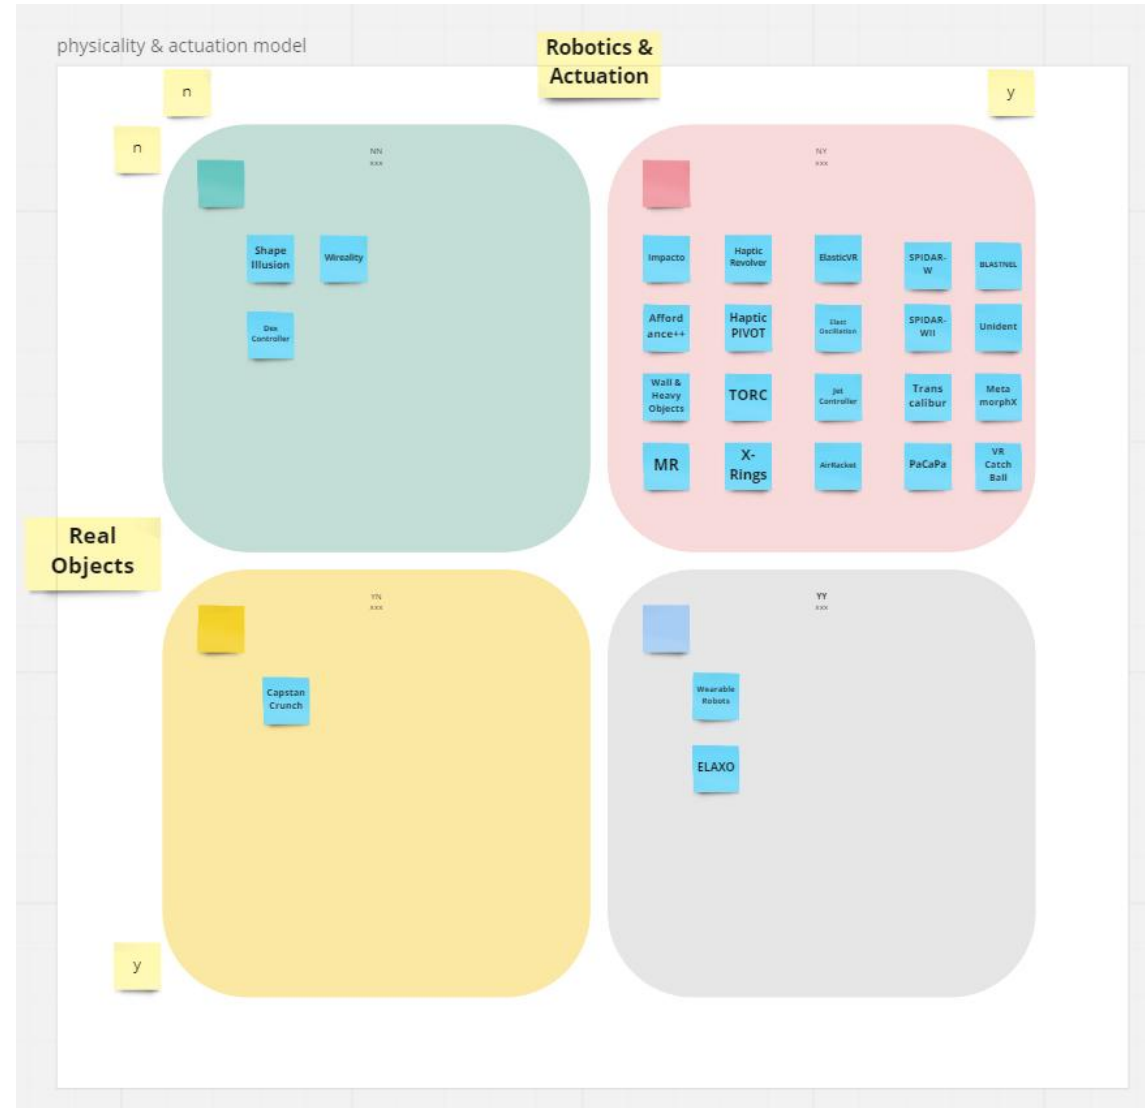 physicality & actuation model
Robotics &
Actuation
n
y
n
NN
xxx
Shape
Illusion
Wireality
Dex
Controller
NY
xxx
Impacto
Haptic
Revolver
ElasticVR
SPIDAR-
W
BLASTNEL
Afford
ance++
Haptic
PIVOT
Elast
Oscillation
SPIDAR-
WII
Unident
Wall &
Heavy
Objects
TORC
Jet
Controller
Trans
calibur
Meta
morphX
MR
X-
Rings
AirRacket
PaCaPa
VR
Catch
Ball
Real
Objects
YN
xxx
Capstan
Crunch
YY
xxx
Wearable
Robots
ELAXO
y